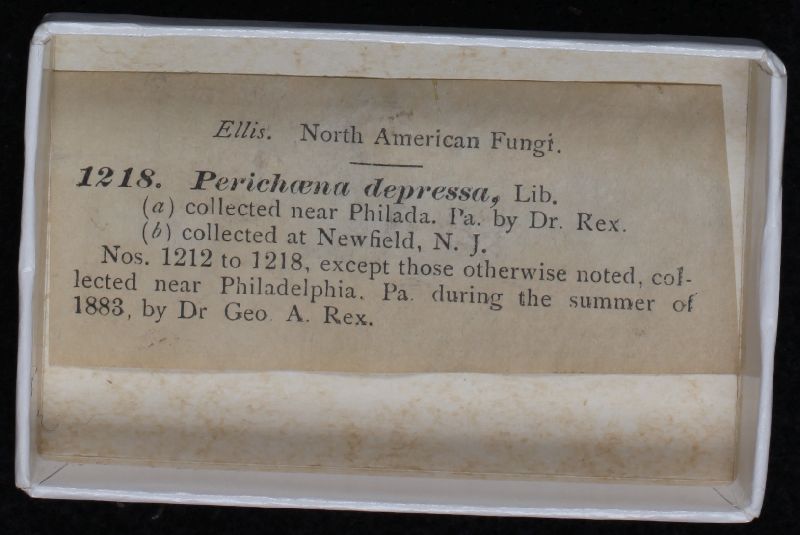 Ellis. North American Fungi.
1218. Perichæna depressa, Lib.
(a) collected near Philada. Pa. by Dr. Rex.
(b) collected at Newfield, N. J.
Nos. 1212 to 1218, except those otherwise noted, col-
lected near Philadelphia. Pa. during the summer of
1883, by Dr Geo A. Rex.